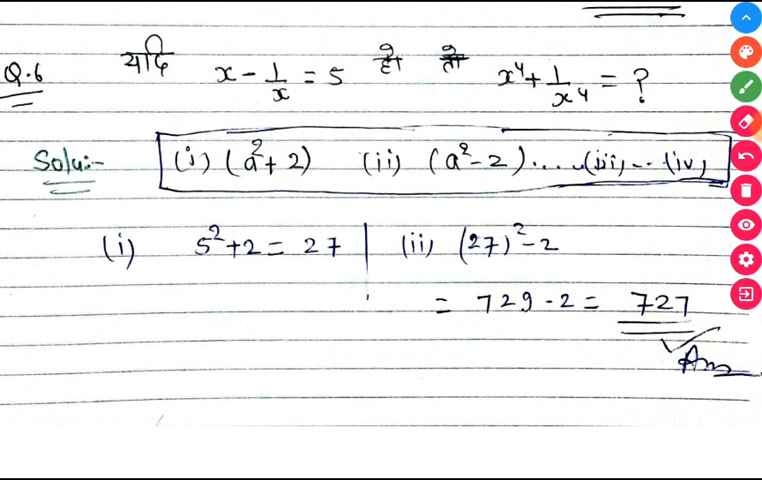 Q.6 यदि x - 1/x = 5 हो तो x⁴ + 1/x⁴ = ?
Solu:- (i) (a² + 2) (ii) (a² - 2) .....(iii) ... (iv)
(i) 5² + 2 = 27 | (ii) (27)² - 2
= 729 - 2 = 727
Ans